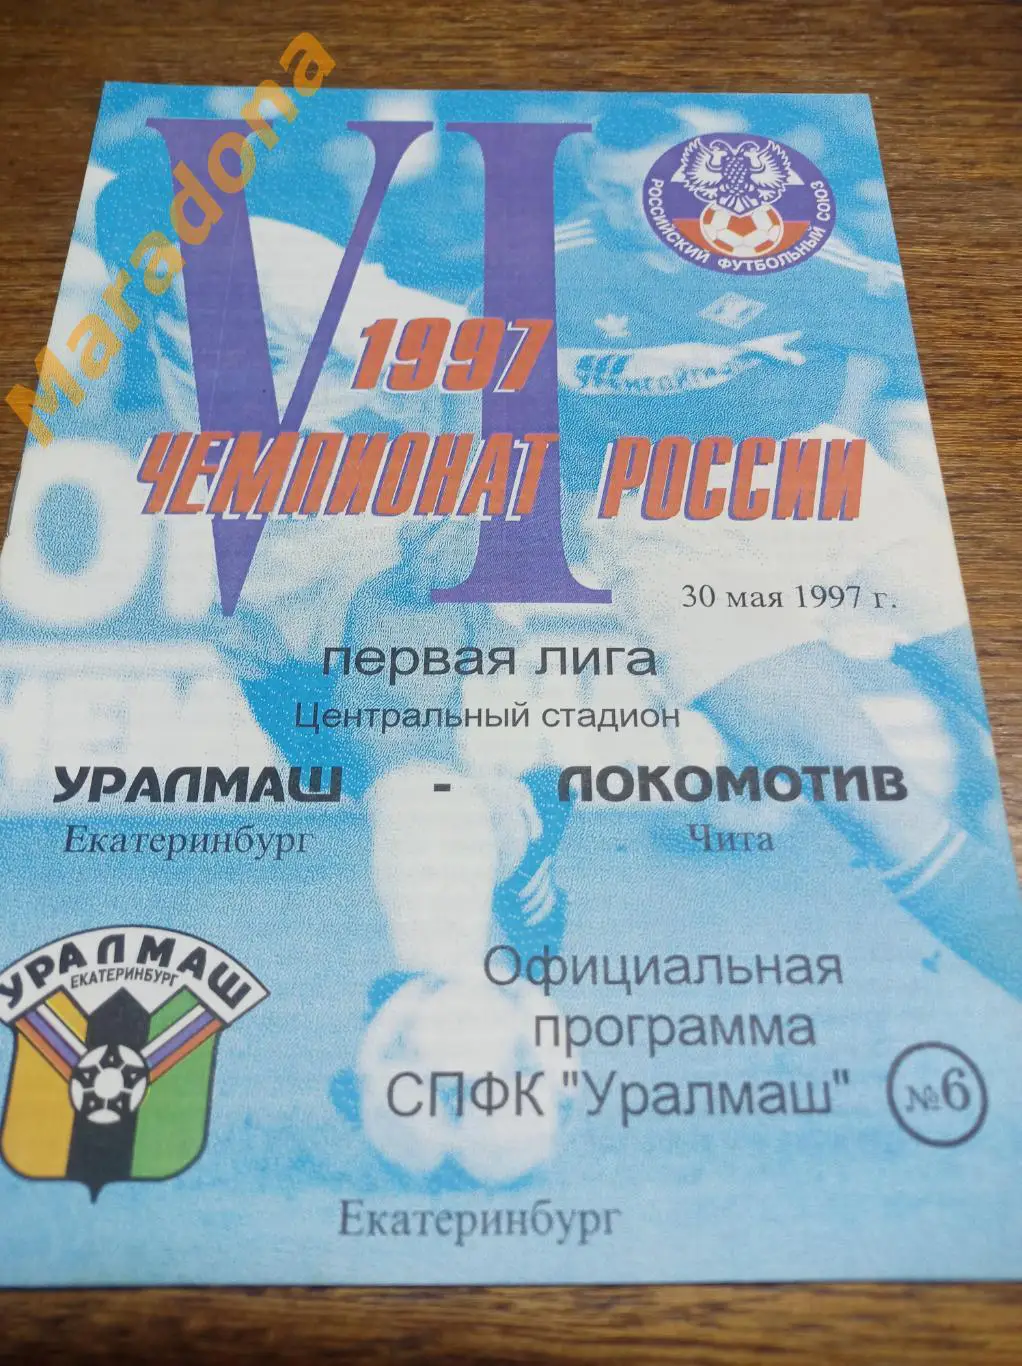 Maradona
VI
РОССИЙСКИЙ ФУТБОЛЬНЫЙ СОЮЗ
1997
ЧЕМПИОНАТ РОССИИ
30 мая 1997 г.
первая лига
Центральный стадион
УРАЛМАШ - ЛОКОМОТИВ
Екатеринбург Чита
УРАЛМАШ
ЕКАТЕРИНБУРГ
Официальная
программа
СПФК "Уралмаш"
№6
Екатеринбург